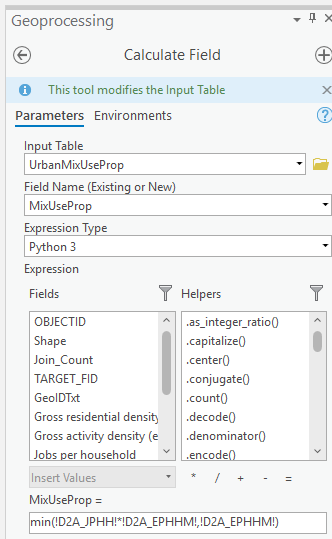 Geoprocessing
Calculate Field
This tool modifies the Input Table
Parameters Environments
Input Table
UrbanMixUseProp
Field Name (Existing or New)
MixUseProp
Expression Type
Python 3
Expression
Fields Helpers
OBJECTID .as_integer_ratio()
Shape .capitalize()
Join_Count .center()
TARGET_FID .conjugate()
GeoIDTxt .count()
Gross residential density .decode()
Gross activity density (e .denominator()
Jobs per household .encode()
Insert Values * / + - =
MixUseProp =
min(!D2A_JPHH!*!D2A_EPHHM!,!D2A_EPHHM!)